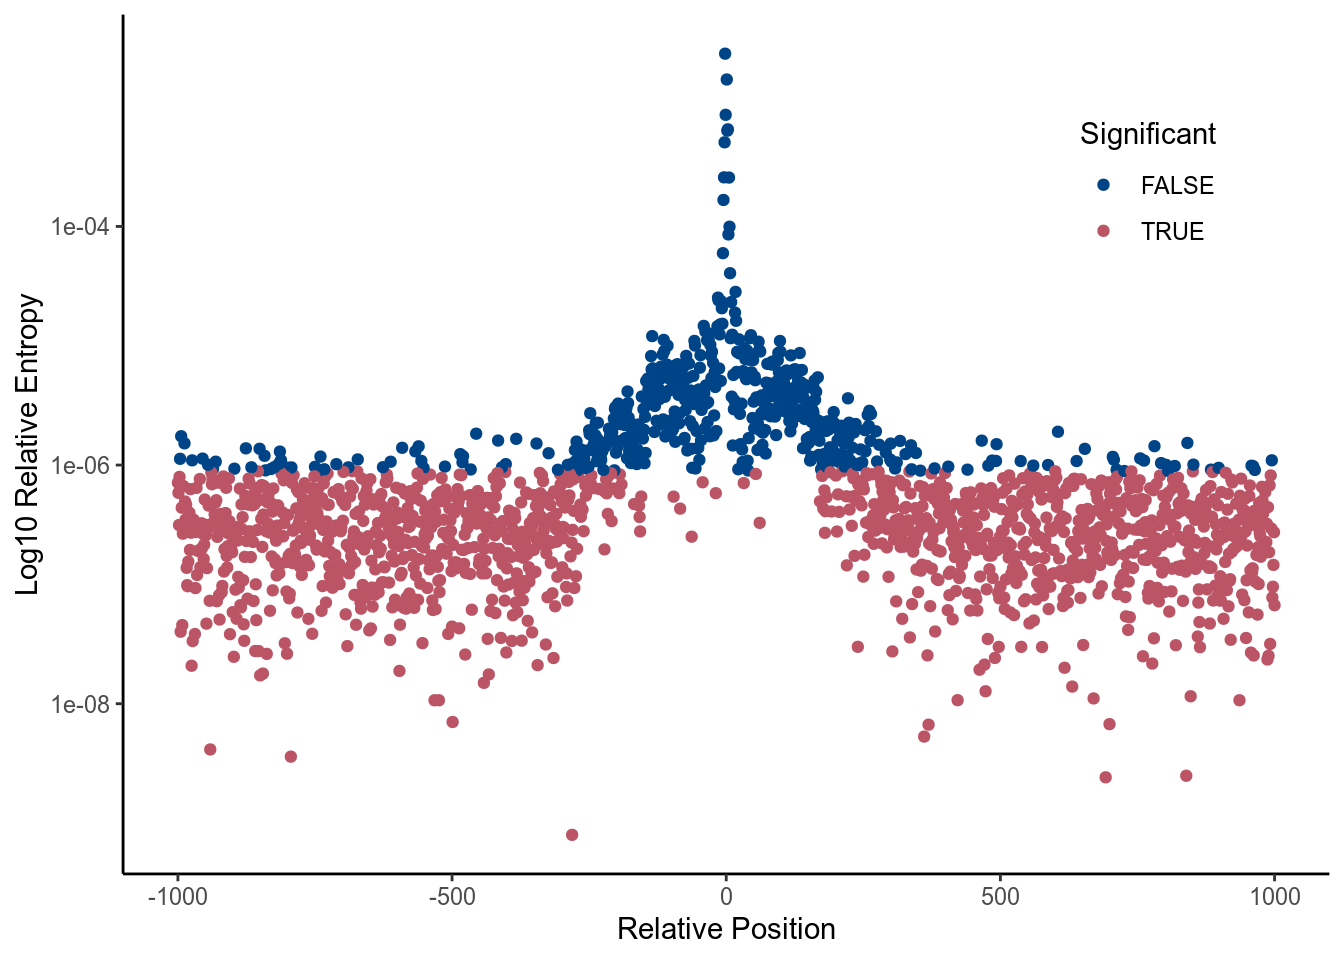 Significant
FALSE
TRUE
Log10 Relative Entropy
1e-04
1e-06
1e-08
-1000
-500
0
500
1000
Relative Position